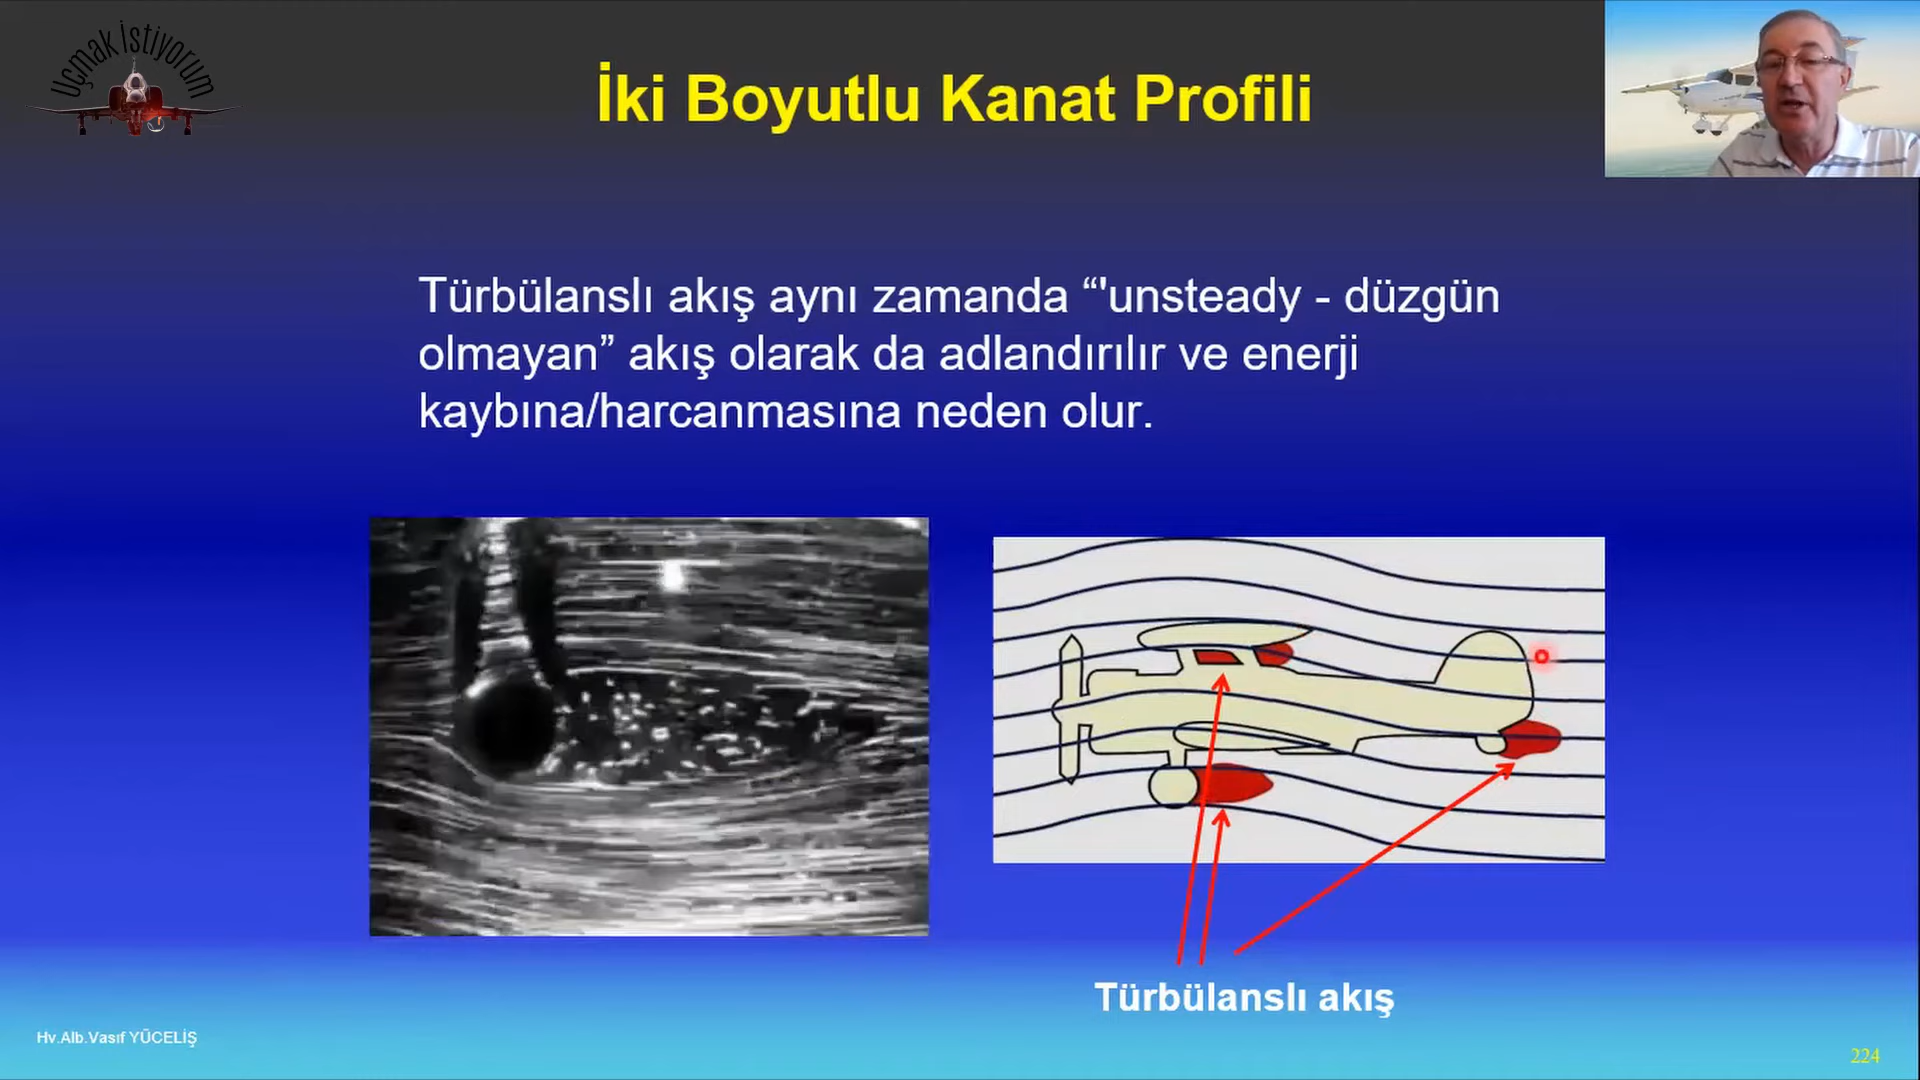 Uçmak İstiyorum
İki Boyutlu Kanat Profili
Türbülanslı akış aynı zamanda “'unsteady - düzgün
olmayan” akış olarak da adlandırılır ve enerji
kaybına/harcanmasına neden olur.
Türbülanslı akış
Hv.Alb.Vasıf YÜCELİŞ
224